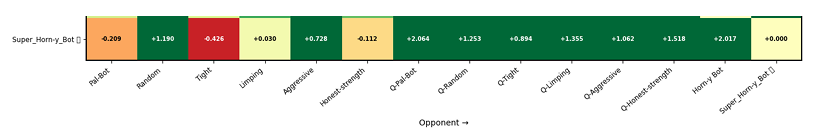 Super_Horn-y_Bot
-0.209 +1.190 -0.426 +0.030 +0.728 -0.112 +2.064 +1.253 +0.894 +1.355 +1.062 +1.518 +2.017 +0.000
Pal-Bot Random Tight Limping Aggressive Honest-strength Q-Pal-Bot Q-Random Q-Tight Q-Limping Q-Aggressive Q-Honest-strength Horn-y Bot Super_Horn-y_Bot
Opponent →